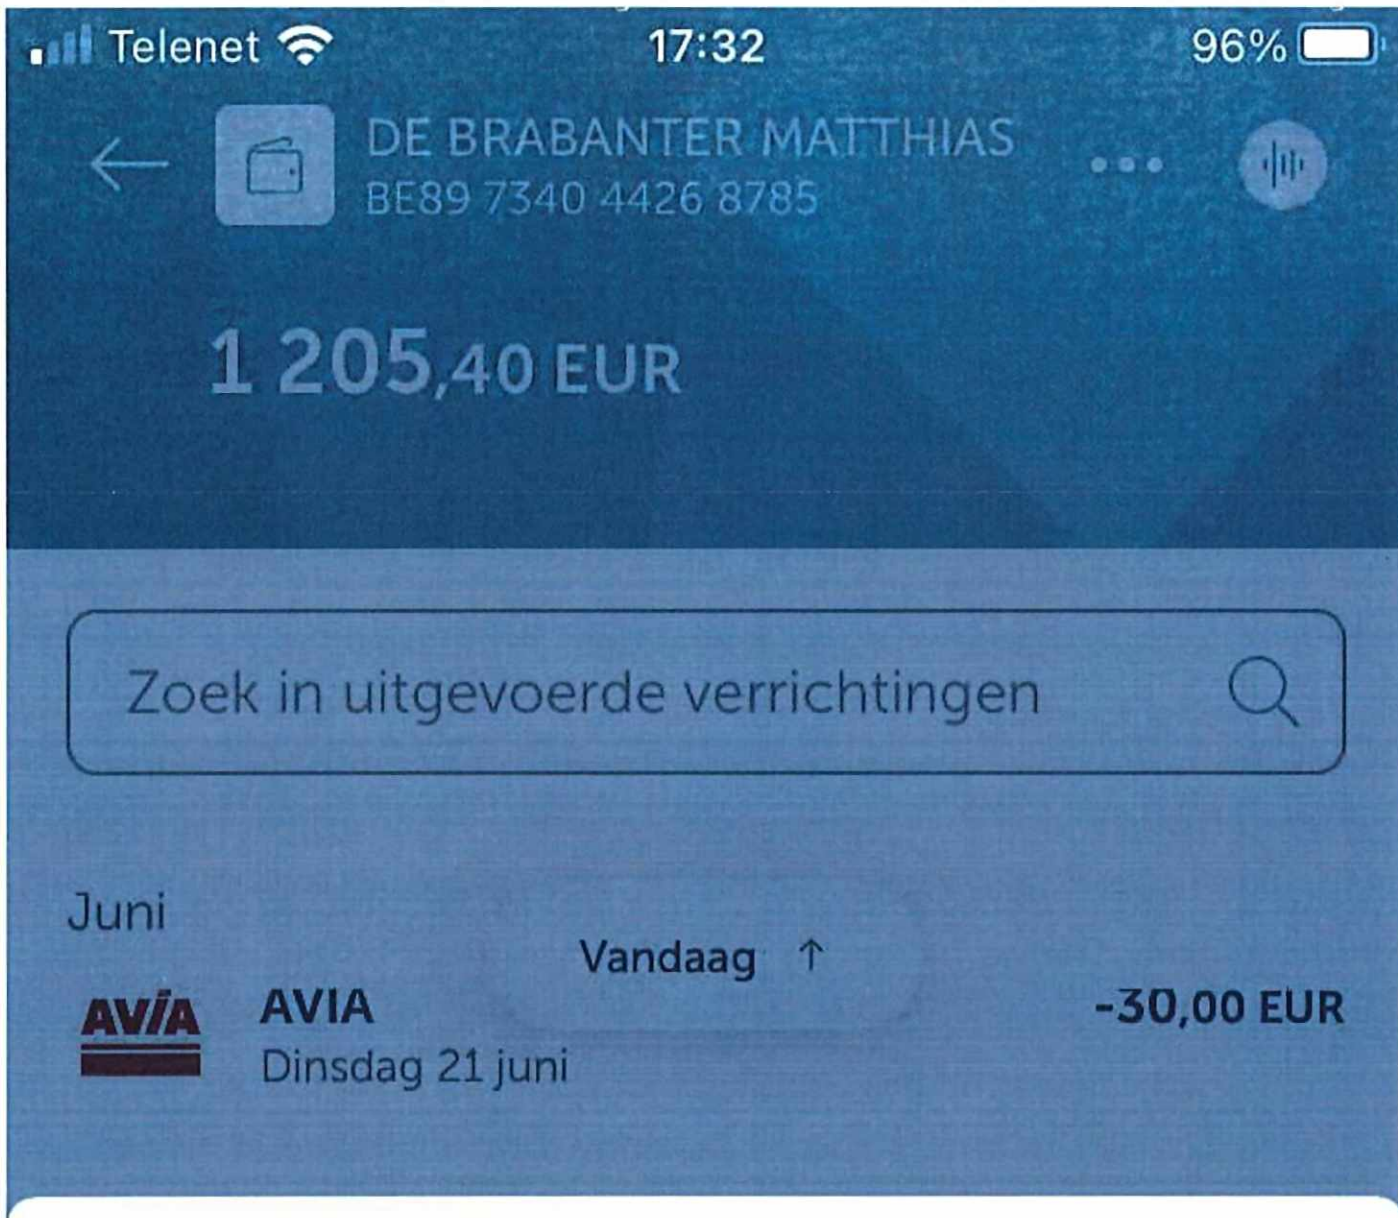 Telenet 17:32 96%
DE BRABANTER MATTHIAS
BE89 7340 4426 8785
1 205,40 EUR
Zoek in uitgevoerde verrichtingen
Juni
Vandaag ↑
AVIA AVIA -30,00 EUR
Dinsdag 21 juni